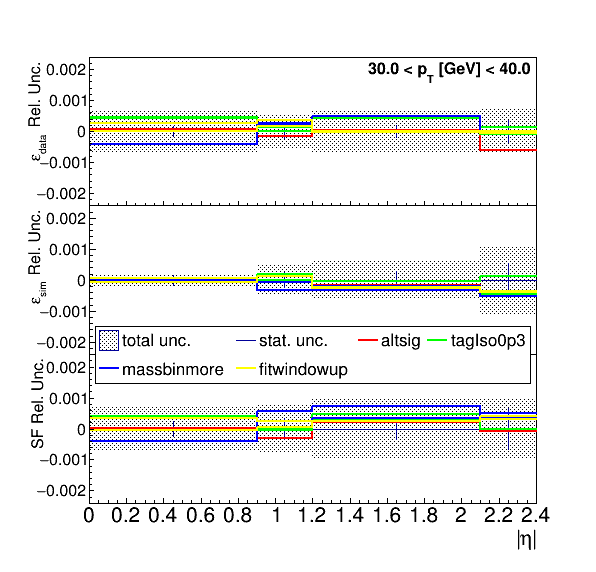 30.0 < p_T [GeV] < 40.0
ε_data Rel. Unc.
0.002
0.001
0
−0.001
−0.002
ε_sim Rel. Unc.
0.002
0.001
0
−0.001
−0.002
total unc. stat. unc. altsig tagIso0p3
massbinmore fitwindowup
SF Rel. Unc.
0.002
0.001
0
−0.001
−0.002
0 0.2 0.4 0.6 0.8 1 1.2 1.4 1.6 1.8 2 2.2 2.4
|η|